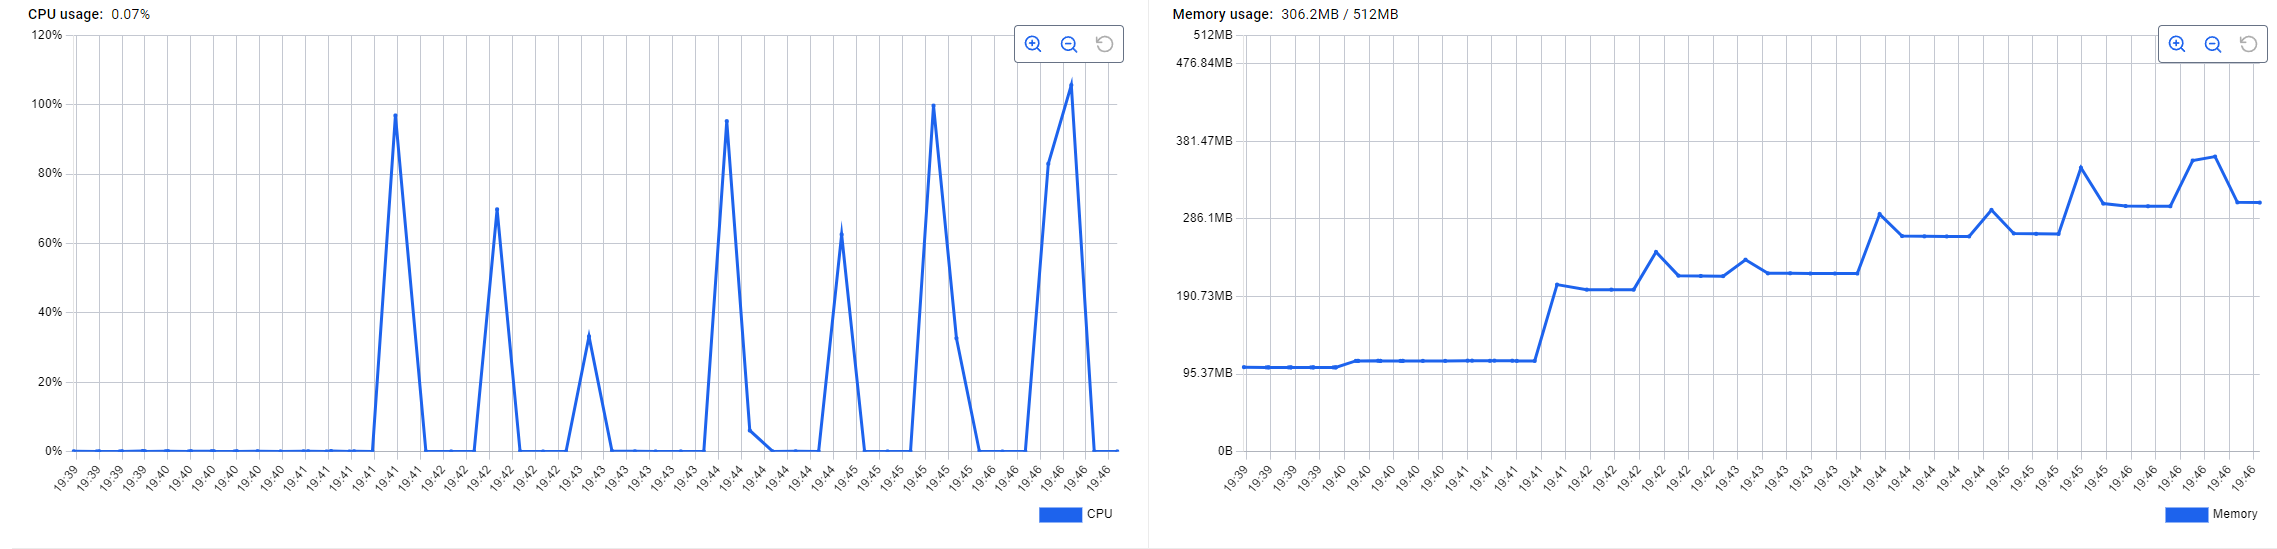 CPU usage: 0.07%
120%
100%
80%
60%
40%
20%
0%
19:39 19:39 19:39 19:39 19:40 19:40 19:40 19:40 19:40 19:40 19:41 19:41 19:41 19:41 19:41 19:41 19:42 19:42 19:42 19:42 19:42 19:42 19:43 19:43 19:43 19:43 19:43 19:43 19:44 19:44 19:44 19:44 19:44 19:44 19:45 19:45 19:45 19:45 19:45 19:45 19:46 19:46 19:46 19:46 19:46 19:46
CPU
Memory usage: 306.2MB / 512MB
512MB
476.84MB
381.47MB
286.1MB
190.73MB
95.37MB
0B
19:39 19:39 19:39 19:39 19:40 19:40 19:40 19:40 19:40 19:41 19:41 19:41 19:41 19:42 19:42 19:42 19:42 19:42 19:43 19:43 19:43 19:43 19:43 19:44 19:44 19:44 19:44 19:44 19:45 19:45 19:45 19:45 19:45 19:46 19:46 19:46 19:46 19:46 19:46
Memory